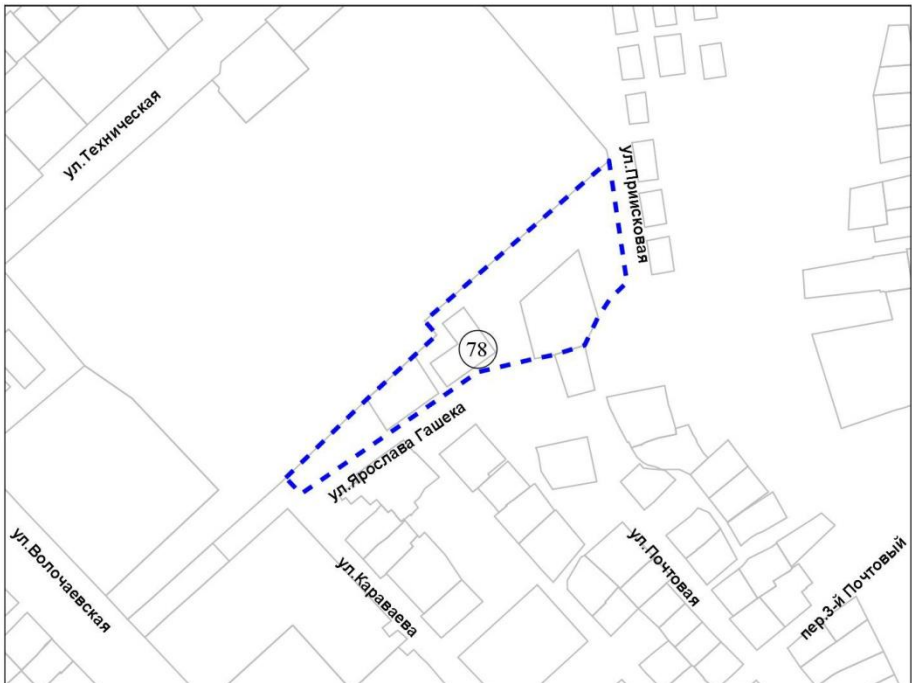 ул.Техническая
ул.Приисковая
78
ул.Ярослава Гашека
ул.Волочаевская
ул.Караваева
ул.Почтовая
пер.3-й Почтовый